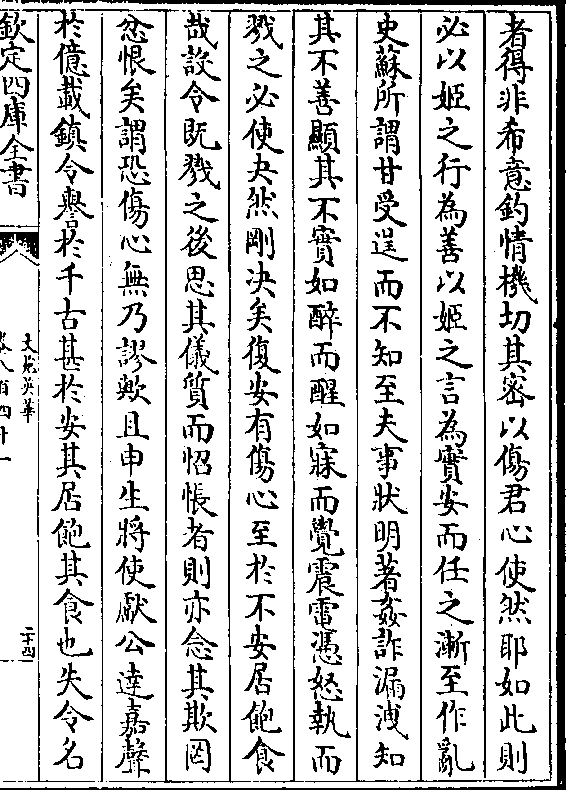 者得非希意鈞情機切其密以傷君心使然耶如此則
必以姬之行為善以姬之言為實安而任之漸至作亂
史蘇所謂甘受逞而不知至夫事狀明著姦詐漏洩知
其不善顯其不實如醉而醒如寐而覺震電憑怒執而
戮之必使夬然剛決矣復安有傷心至於不安居飽食
哉設令既戮之後思其儀質而怊悵者則亦念其欺罔
忿恨矣謂恐傷心無乃謬歟且申生將使獻公逹嘉聲
於億載鎮令譽於千古甚於安其居飽其食也失令名
欽定四庫全書
文苑英華
卷八百四十一
二十四